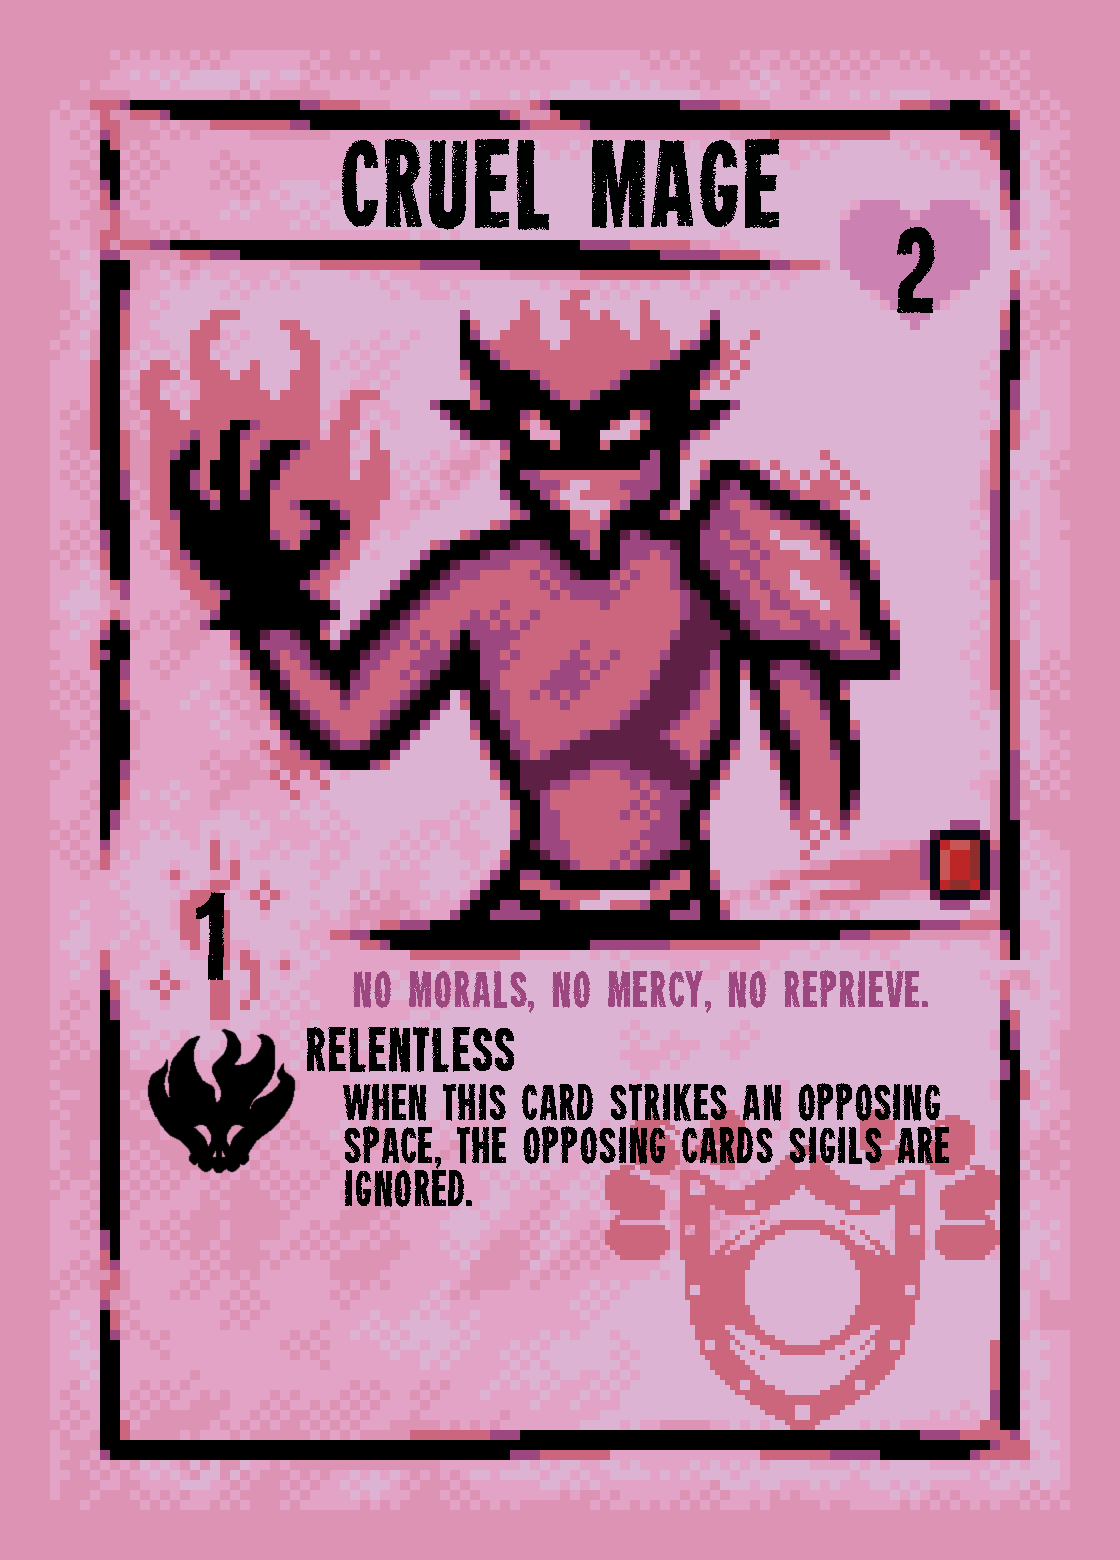 CRUEL MAGE
2
1
NO MORALS, NO MERCY, NO REPRIEVE.
RELENTLESS
WHEN THIS CARD STRIKES AN OPPOSING
SPACE, THE OPPOSING CARDS SIGILS ARE
IGNORED.